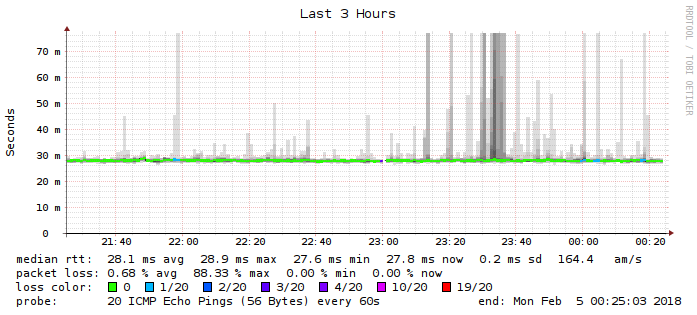 Last 3 Hours
RRDTOOL / TOBI OETIKER
Seconds
70 m
60 m
50 m
40 m
30 m
20 m
10 m
0
21:40 22:00 22:20 22:40 23:00 23:20 23:40 00:00 00:20
median rtt: 28.1 ms avg 28.9 ms max 27.6 ms min 27.8 ms now 0.2 ms sd 164.4 am/s
packet loss: 0.68 % avg 88.33 % max 0.00 % min 0.00 % now
loss color: 0 1/20 2/20 3/20 4/20 10/20 19/20
probe: 20 ICMP Echo Pings (56 Bytes) every 60s end: Mon Feb 5 00:25:03 2018